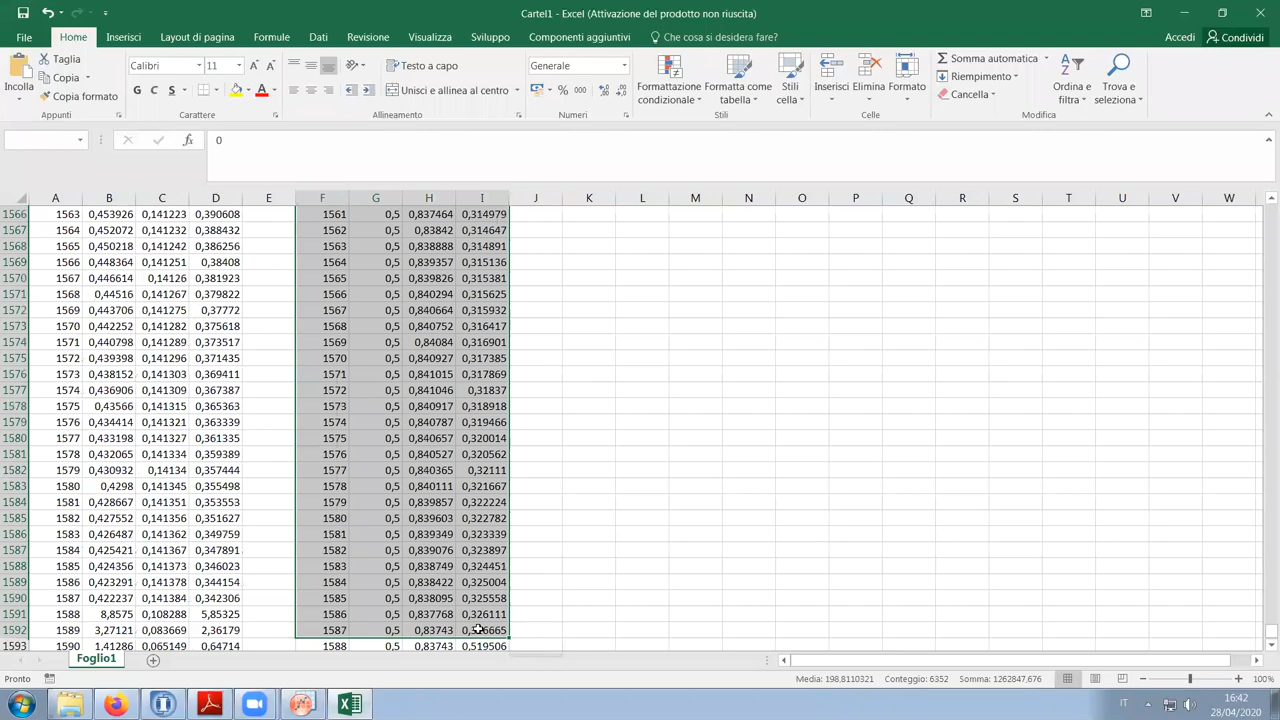 Cartel1 - Excel (Attivazione del prodotto non riuscita)
File Home Inserisci Layout di pagina Formule Dati Revisione Visualizza Sviluppo Componenti aggiuntivi Che cosa si desidera fare? Accedi Condividi
Incolla Taglia Copia Copia formato Appunti
Calibri 11 G C S A Carattere
Testo a capo Unisci e allinea al centro Allineamento
Generale % 000 Numeri
Formattazione condizionale Formatta come tabella Stili cella Stili
Inserisci Elimina Formato Celle
Somma automatica Riempimento Cancella Ordina e filtra Trova e seleziona Modifica
fx 0
A B C D E F G H I J K L M N O P Q R S T U V W
1566 1563 0,453926 0,141223 0,390608 1561 0,5 0,837464 0,314979
1567 1564 0,452072 0,141232 0,388432 1562 0,5 0,83842 0,314647
1568 1565 0,450218 0,141242 0,386256 1563 0,5 0,838888 0,314891
1569 1566 0,448364 0,141251 0,38408 1564 0,5 0,839357 0,315136
1570 1567 0,446614 0,14126 0,381923 1565 0,5 0,839826 0,315381
1571 1568 0,44516 0,141267 0,379822 1566 0,5 0,840294 0,315625
1572 1569 0,443706 0,141275 0,37772 1567 0,5 0,840664 0,315932
1573 1570 0,442252 0,141282 0,375618 1568 0,5 0,840752 0,316417
1574 1571 0,440798 0,141289 0,373517 1569 0,5 0,84084 0,316901
1575 1572 0,439398 0,141296 0,371435 1570 0,5 0,840927 0,317385
1576 1573 0,438152 0,141303 0,369411 1571 0,5 0,841015 0,317869
1577 1574 0,436906 0,141309 0,367387 1572 0,5 0,841046 0,31837
1578 1575 0,43566 0,141315 0,365363 1573 0,5 0,840917 0,318918
1579 1576 0,434414 0,141321 0,363339 1574 0,5 0,840787 0,319466
1580 1577 0,433198 0,141327 0,361335 1575 0,5 0,840657 0,320014
1581 1578 0,432065 0,141334 0,359389 1576 0,5 0,840527 0,320562
1582 1579 0,430932 0,14134 0,357444 1577 0,5 0,840365 0,32111
1583 1580 0,4298 0,141345 0,355498 1578 0,5 0,840111 0,321667
1584 1581 0,428667 0,141351 0,353553 1579 0,5 0,839857 0,322224
1585 1582 0,427552 0,141356 0,351627 1580 0,5 0,839603 0,322782
1586 1583 0,426487 0,141362 0,349759 1581 0,5 0,839349 0,323339
1587 1584 0,425421 0,141367 0,347891 1582 0,5 0,839076 0,323897
1588 1585 0,424356 0,141373 0,346023 1583 0,5 0,838749 0,324451
1589 1586 0,423291 0,141378 0,344154 1584 0,5 0,838422 0,325004
1590 1587 0,422237 0,141384 0,342306 1585 0,5 0,838095 0,325558
1591 1588 8,8575 0,108288 5,85325 1586 0,5 0,837768 0,326111
1592 1589 3,27121 0,083669 2,36179 1587 0,5 0,83743
1593 1590 1,41286 0,065149 0,64714 1588 0,5 0,83743 0,519506
Foglio1
Pronto Media: 198,8110321 Conteggio: 6352 Somma: 1262847,676 100%
IT 16:42
28/04/2020